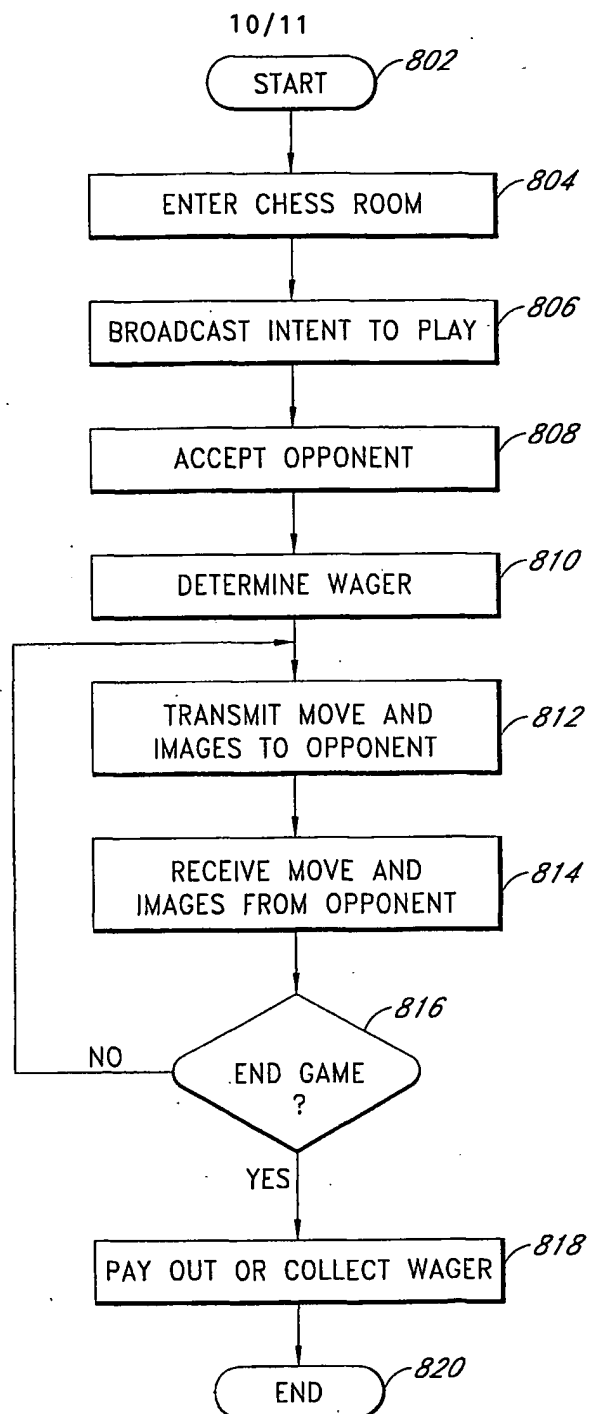 10/11
START
802
ENTER CHESS ROOM
804
BROADCAST INTENT TO PLAY
806
ACCEPT OPPONENT
808
DETERMINE WAGER
810
TRANSMIT MOVE AND
IMAGES TO OPPONENT
812
RECEIVE MOVE AND
IMAGES FROM OPPONENT
814
816
NO
END GAME
?
YES
PAY OUT OR COLLECT WAGER
818
END
820